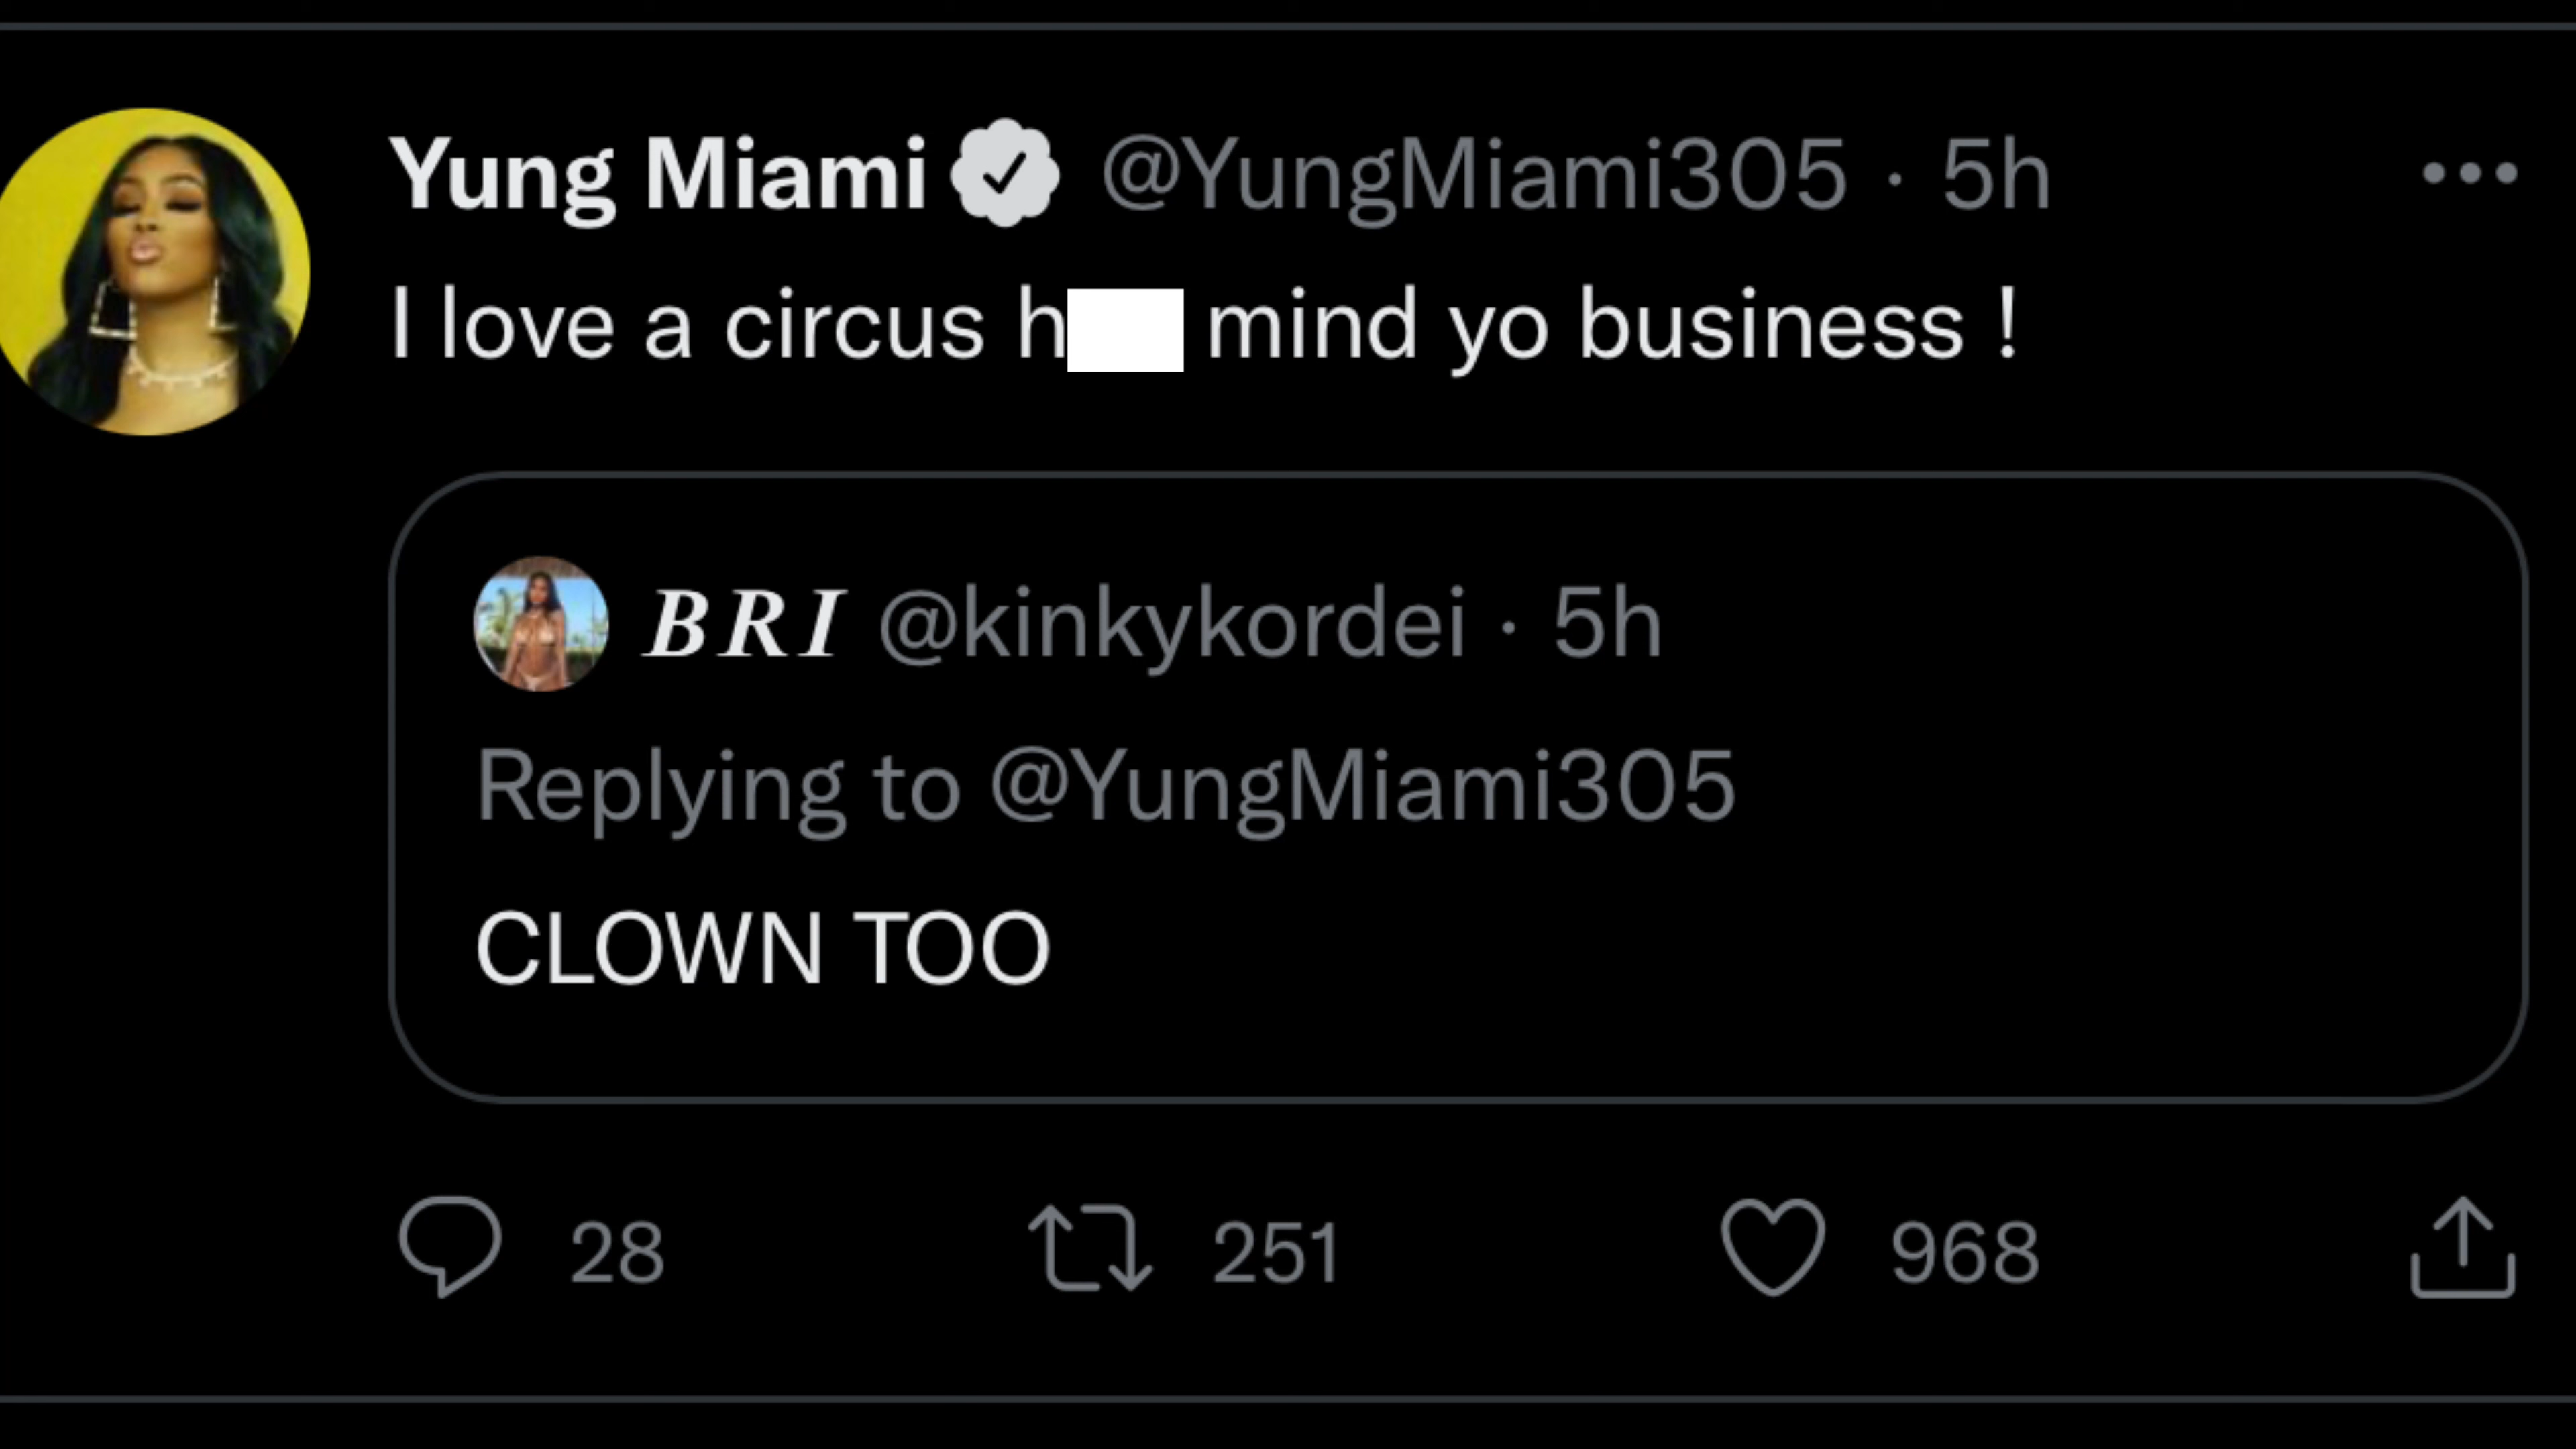 Yung Miami @YungMiami305 · 5h
I love a circus h mind yo business !
BRI @kinkykordei · 5h
Replying to @YungMiami305
CLOWN TOO
28 251 968